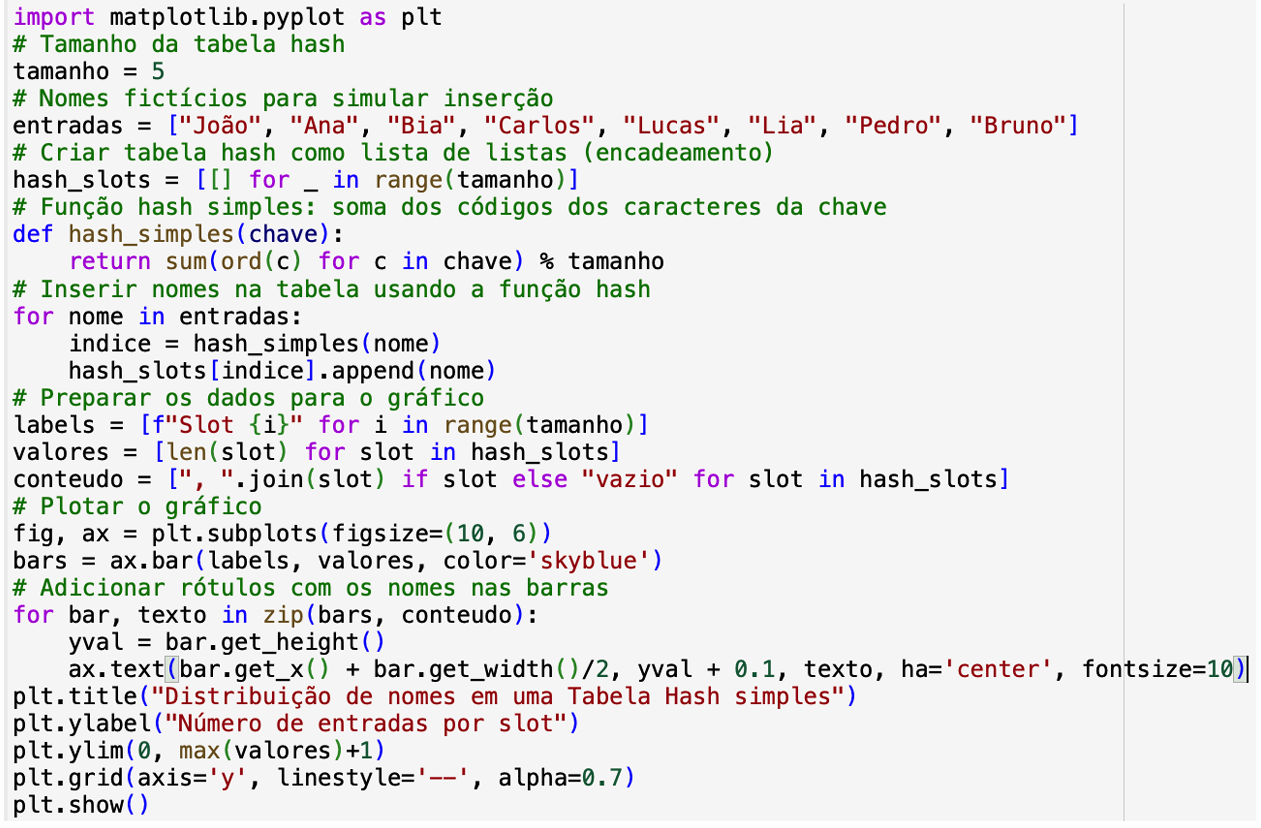 import matplotlib.pyplot as plt
# Tamanho da tabela hash
tamanho = 5
# Nomes fictícios para simular inserção
entradas = ["João", "Ana", "Bia", "Carlos", "Lucas", "Lia", "Pedro", "Bruno"]
# Criar tabela hash como lista de listas (encadeamento)
hash_slots = [[] for _ in range(tamanho)]
# Função hash simples: soma dos códigos dos caracteres da chave
def hash_simples(chave):
    return sum(ord(c) for c in chave) % tamanho
# Inserir nomes na tabela usando a função hash
for nome in entradas:
    indice = hash_simples(nome)
    hash_slots[indice].append(nome)
# Preparar os dados para o gráfico
labels = [f"Slot {i}" for i in range(tamanho)]
valores = [len(slot) for slot in hash_slots]
conteudo = [", ".join(slot) if slot else "vazio" for slot in hash_slots]
# Plotar o gráfico
fig, ax = plt.subplots(figsize=(10, 6))
bars = ax.bar(labels, valores, color='skyblue')
# Adicionar rótulos com os nomes nas barras
for bar, texto in zip(bars, conteudo):
    yval = bar.get_height()
    ax.text(bar.get_x() + bar.get_width()/2, yval + 0.1, texto, ha='center', fontsize=10)
plt.title("Distribuição de nomes em uma Tabela Hash simples")
plt.ylabel("Número de entradas por slot")
plt.ylim(0, max(valores)+1)
plt.grid(axis='y', linestyle='--', alpha=0.7)
plt.show()